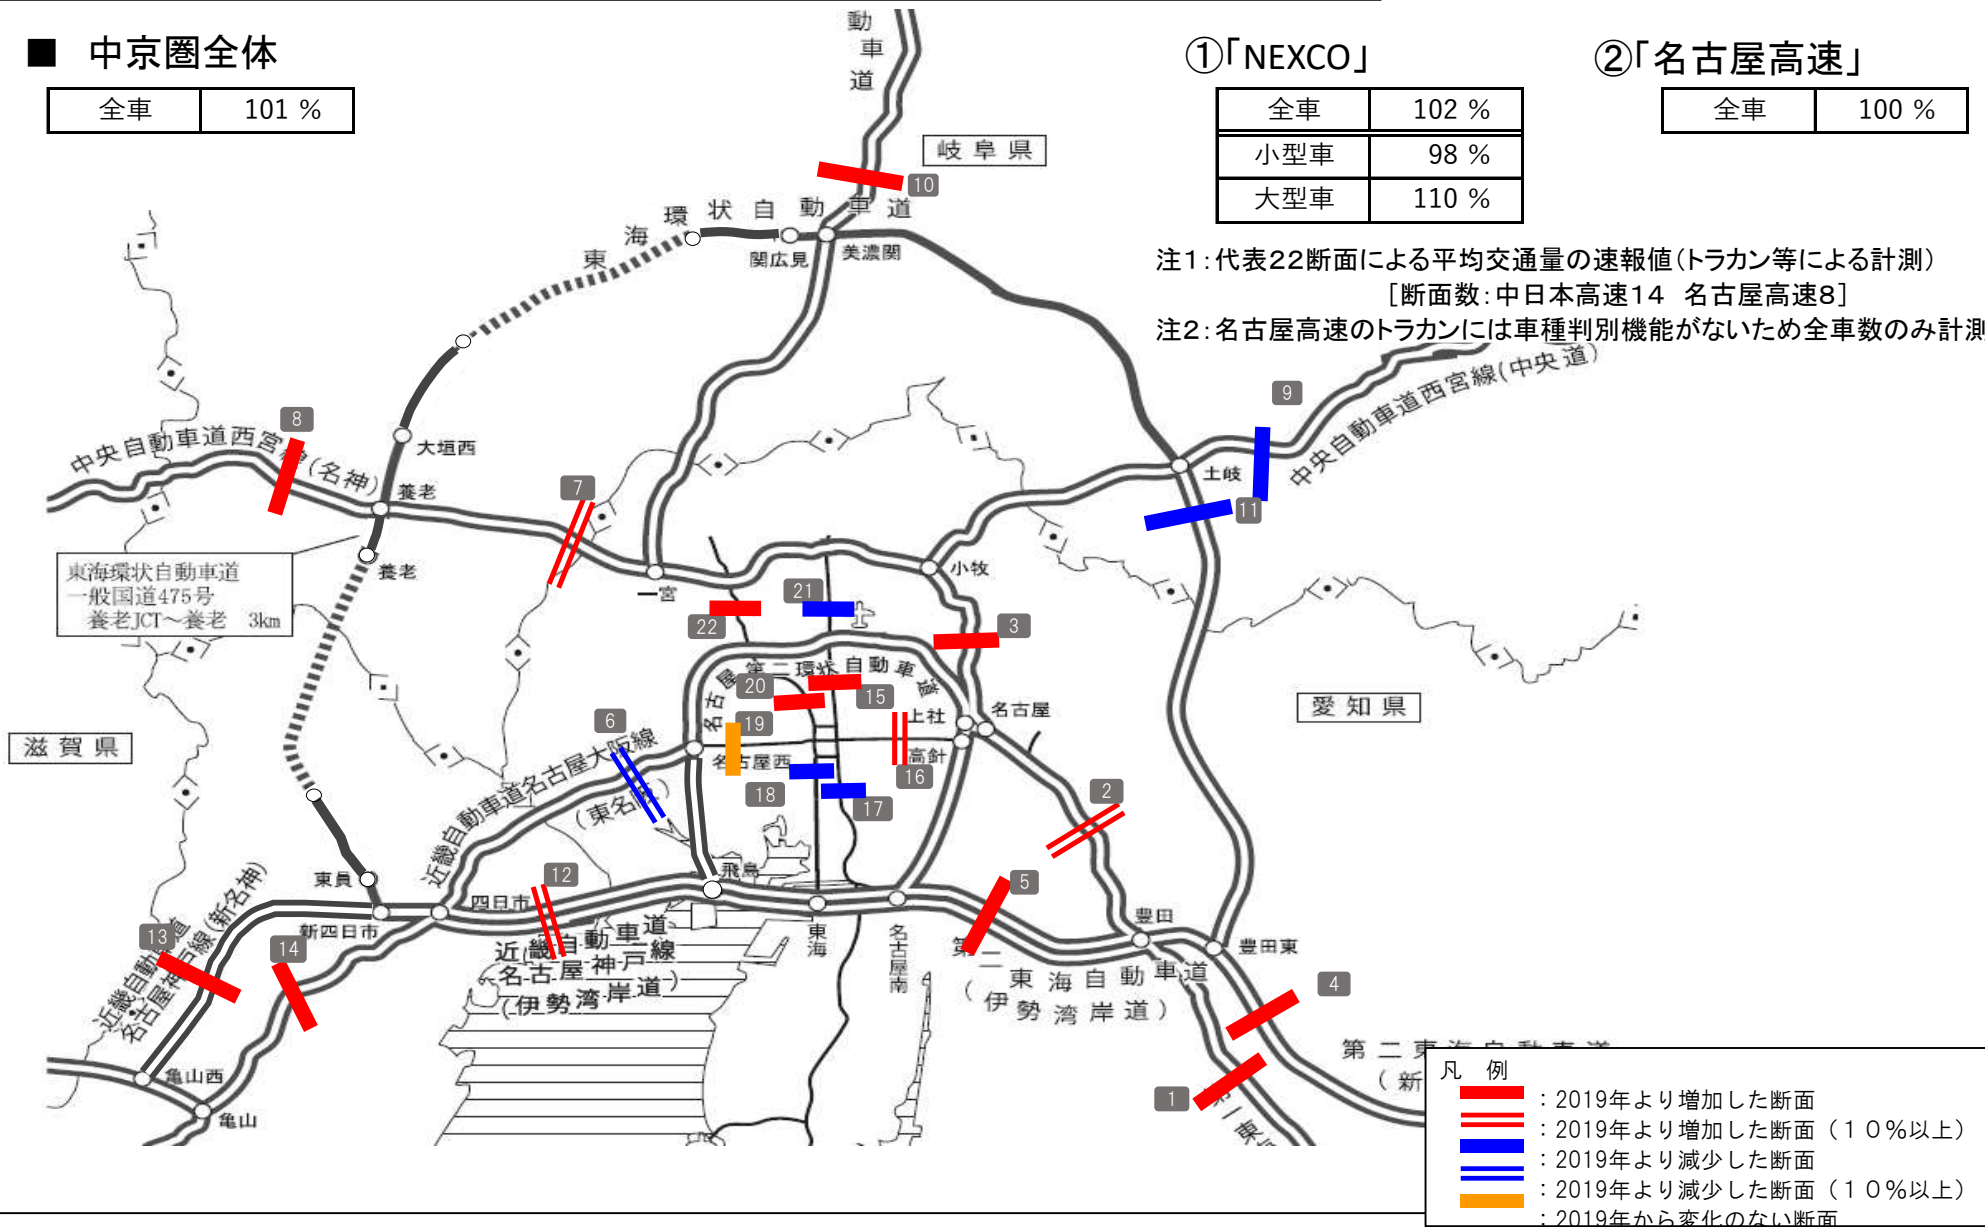 ■ 中京圏全体
全車 101 %
①「NEXCO」
全車 102 %
小型車 98 %
大型車 110 %
②「名古屋高速」
全車 100 %
注1：代表22断面による平均交通量の速報値（トラカン等による計測）
［断面数：中日本高速14 名古屋高速8］
注2：名古屋高速のトラカンには車種判別機能がないため全車数のみ計測
動車道
岐阜県
10
東海環状自動車道
関広見
美濃関
9
中央自動車道西宮線(中央道)
8
中央自動車道西宮線(名神)
大垣西
養老
7
土岐
11
養老
東海環状自動車道
一般国道475号
養老JCT～養老 3km
一宮
小牧
21
22
3
名古屋第二環状自動車道
20
15
上社
名古屋
19
愛知県
滋賀県
6
名古屋西
高針
16
18
17
2
近畿自動車道名古屋大阪線
(東名阪)
飛島
東員
12
四日市
5
新四日市
東海
名古屋南
豊田
豊田東
13
14
近畿自動車道
名古屋神戸線(新名神)
近畿自動車道
名古屋神戸線
(伊勢湾岸道)
第二東海自動車道
(伊勢湾岸道)
4
亀山西
亀山
1
第一東
第二東海自動車道
(新
凡 例
：2019年より増加した断面
：2019年より増加した断面（１０%以上）
：2019年より減少した断面
：2019年より減少した断面（１０%以上）
：2019年から変化のない断面